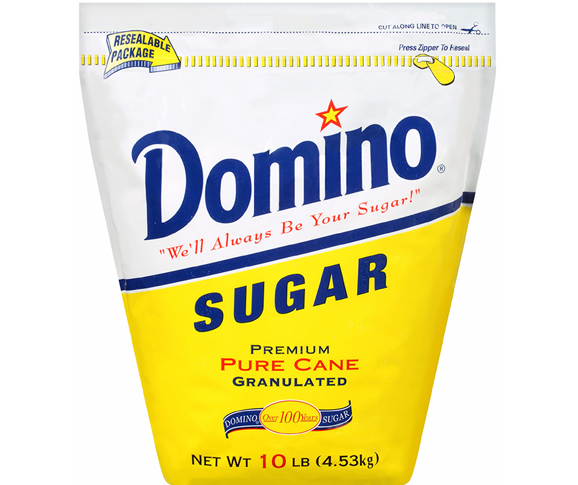 CUT ALONG LINE TO OPEN
RESEALABLE
PACKAGE
Press Zipper To Reseal
Domino®
"We'll Always Be Your Sugar!"
SUGAR
PREMIUM
PURE CANE
GRANULATED
DOMINO Over 100 Years SUGAR
NET WT 10 LB (4.53kg)